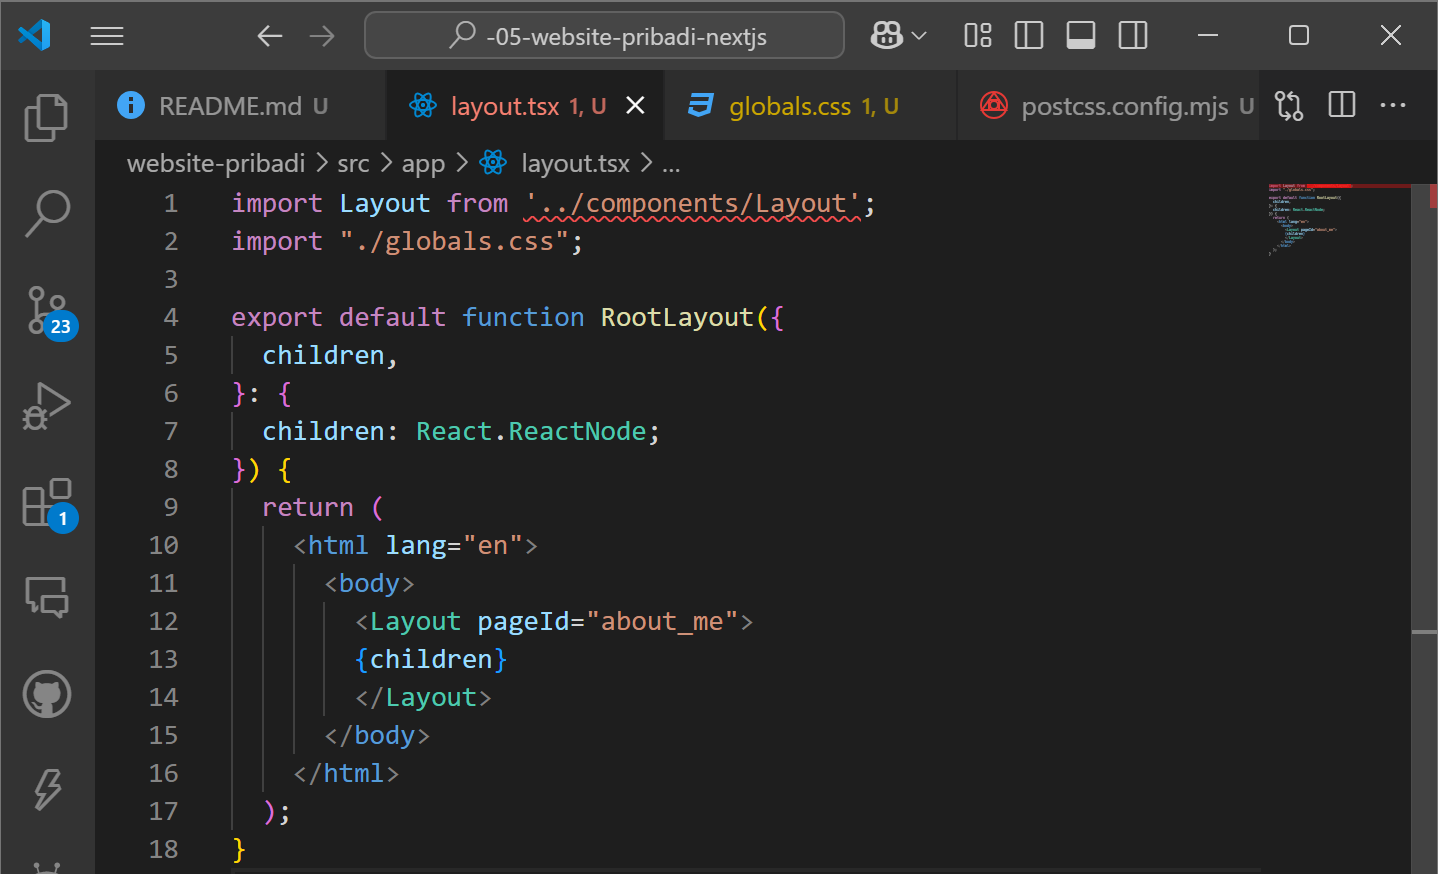 -05-website-pribadi-nextjs
README.md U
layout.tsx 1, U
globals.css 1, U
postcss.config.mjs U
website-pribadi > src > app > layout.tsx > ...
1 import Layout from '../components/Layout';
2 import "./globals.css";
3
4 export default function RootLayout({
5   children,
6 }: {
7   children: React.ReactNode;
8 }) {
9   return (
10     <html lang="en">
11       <body>
12         <Layout pageId="about_me">
13         {children}
14         </Layout>
15       </body>
16     </html>
17   );
18 }
23
1